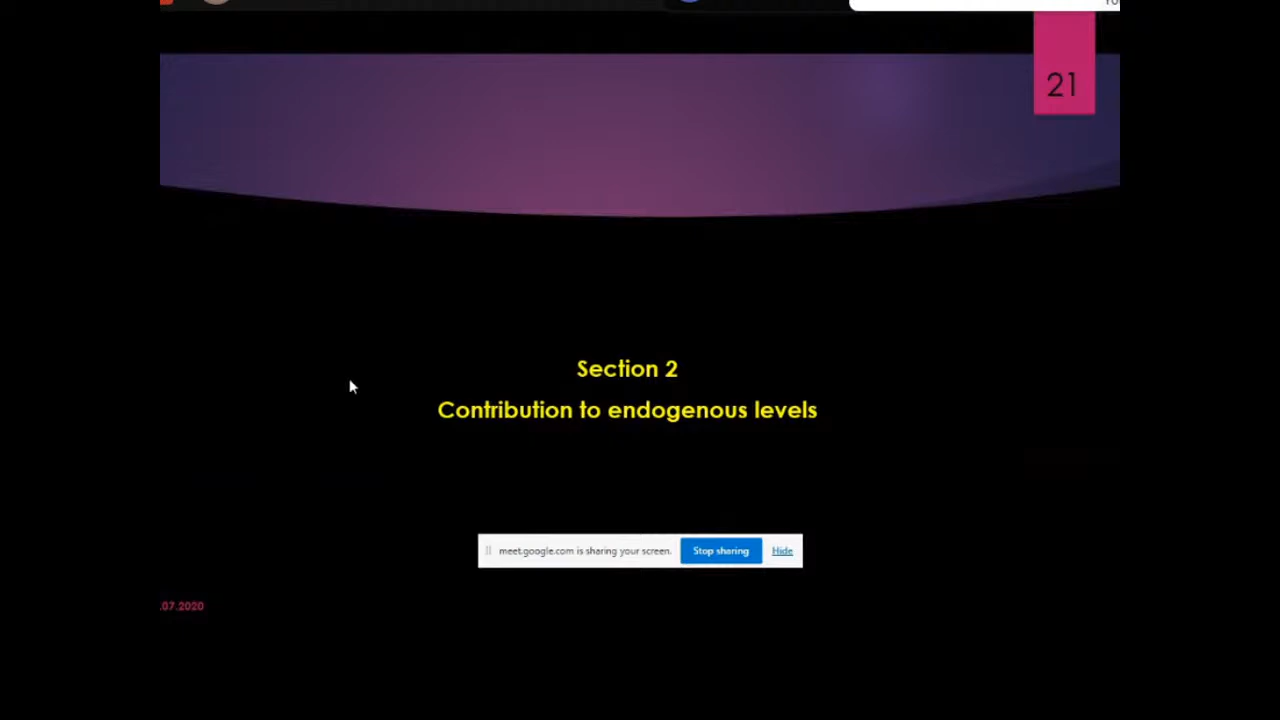 21
Section 2
Contribution to endogenous levels
meet.google.com is sharing your screen.
Stop sharing
Hide
.07.2020